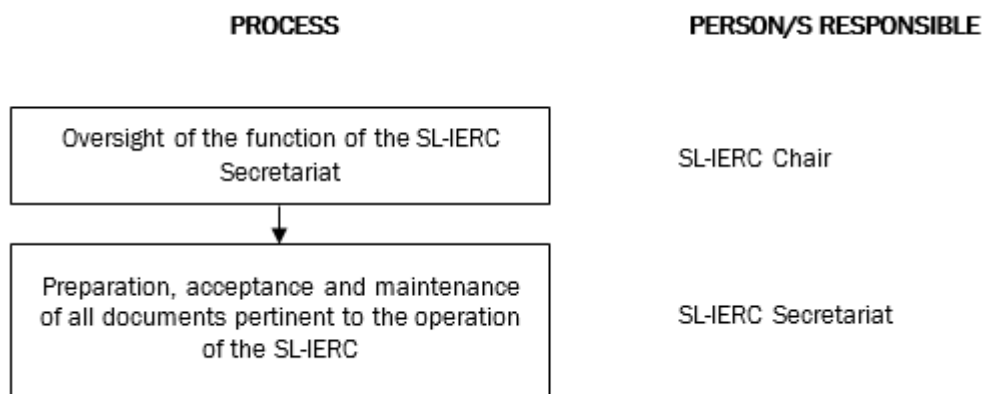 PROCESS
PERSON/S RESPONSIBLE
Oversight of the function of the SL-IERC
Secretariat
SL-IERC Chair
Preparation, acceptance and maintenance
of all documents pertinent to the operation
of the SL-IERC
SL-IERC Secretariat